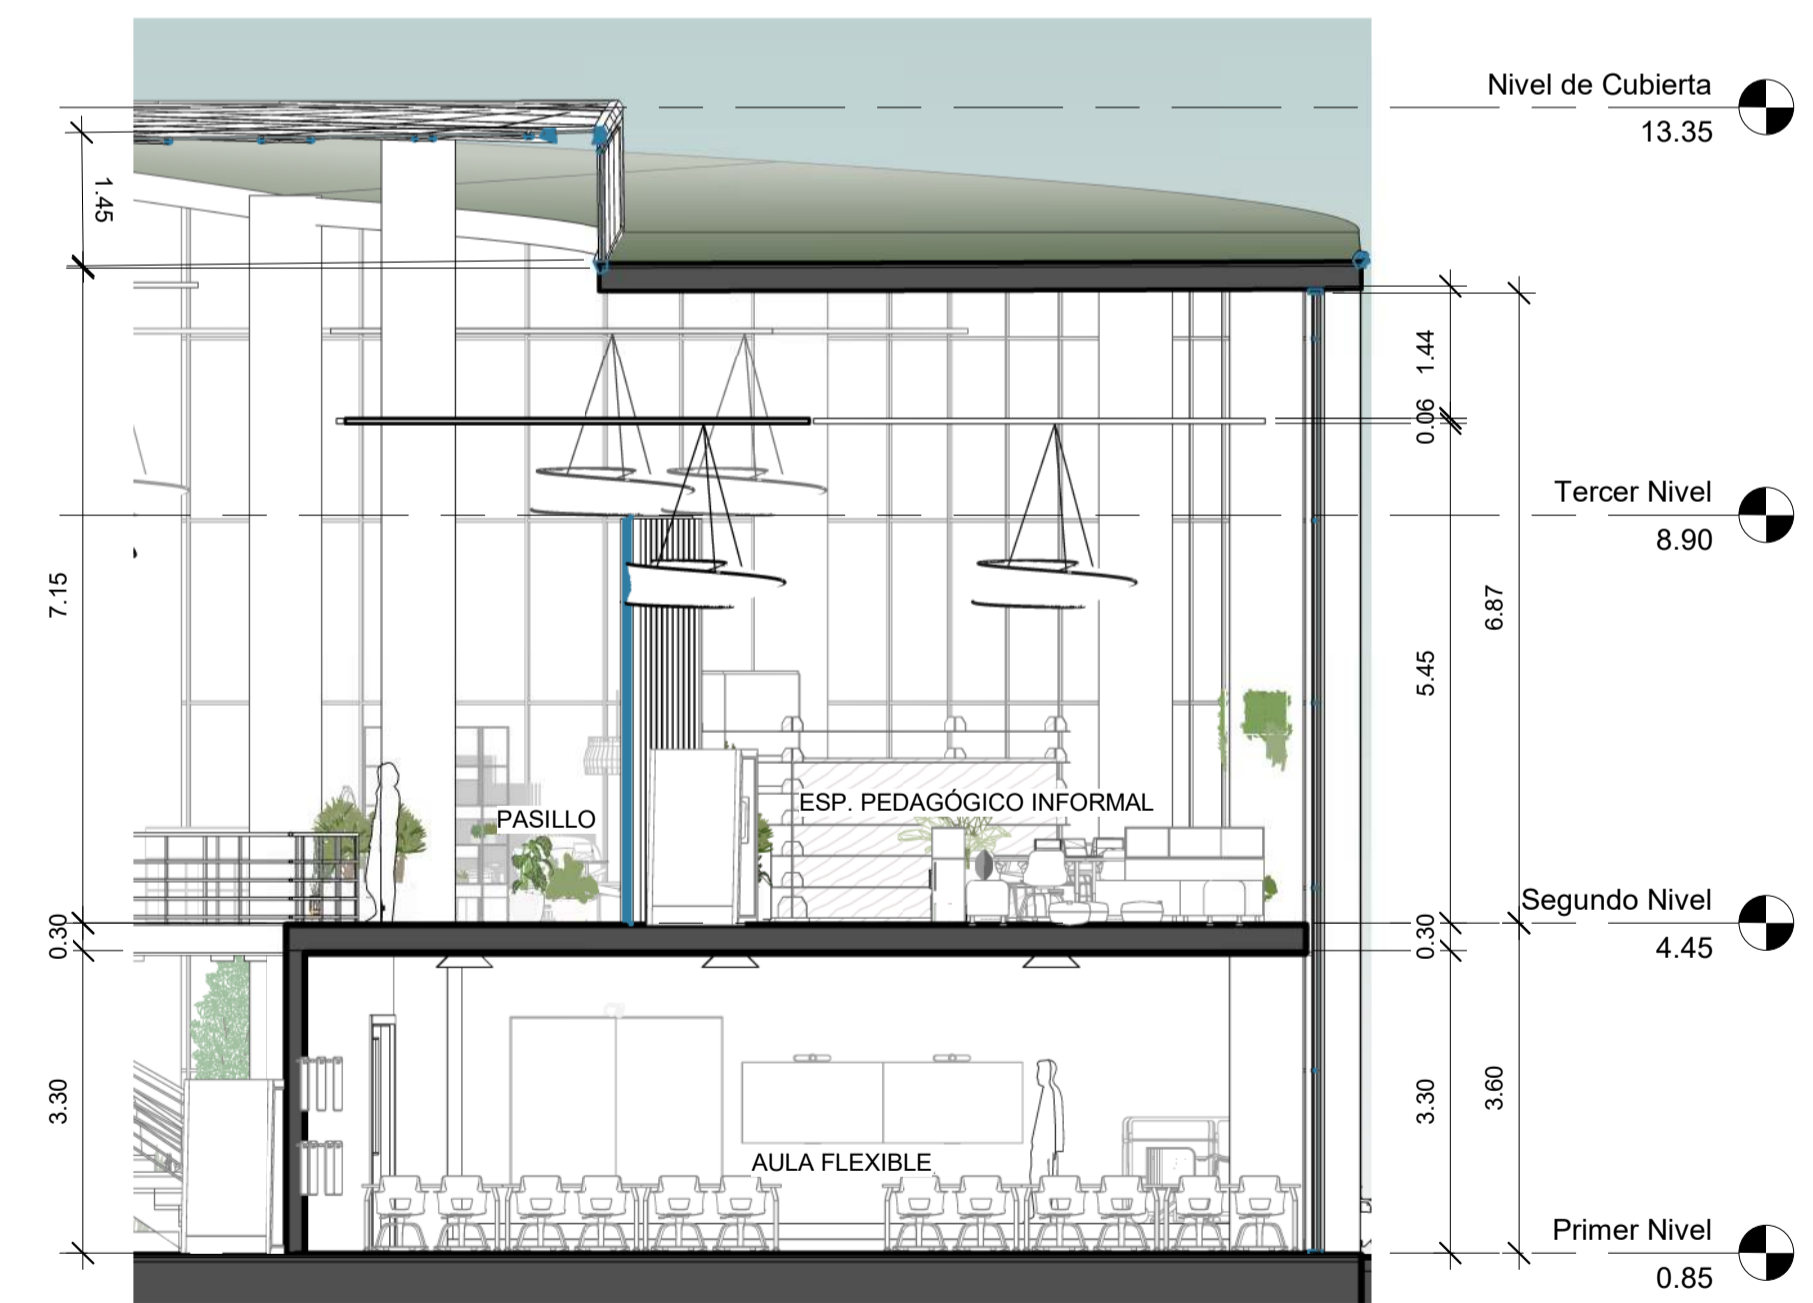 Nivel de Cubierta
13.35
1.45
1.44
0.06
Tercer Nivel
8.90
7.15
6.87
5.45
PASILLO
ESP. PEDAGÓGICO INFORMAL
Segundo Nivel
4.45
0.30
0.30
3.30
3.30
3.60
AULA FLEXIBLE
Primer Nivel
0.85